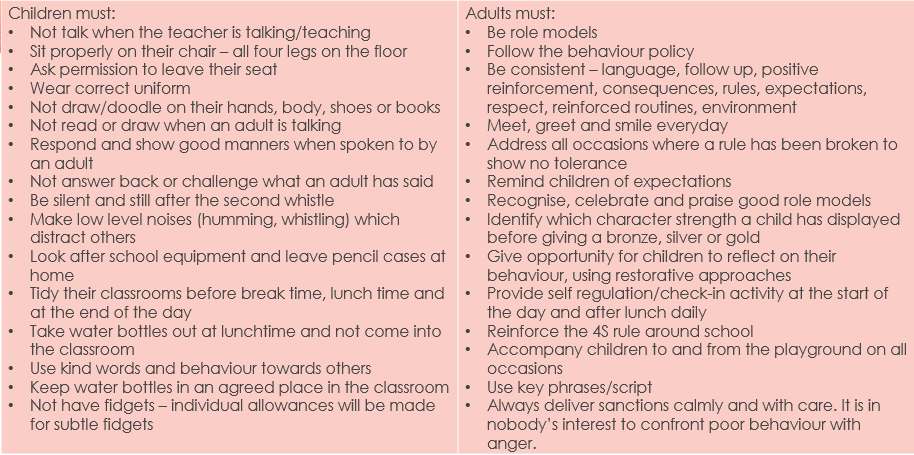 Children must:
• Not talk when the teacher is talking/teaching
• Sit properly on their chair – all four legs on the floor
• Ask permission to leave their seat
• Wear correct uniform
• Not draw/doodle on their hands, body, shoes or books
• Not read or draw when an adult is talking
• Respond and show good manners when spoken to by
an adult
• Not answer back or challenge what an adult has said
• Be silent and still after the second whistle
• Make low level noises (humming, whistling) which
distract others
• Look after school equipment and leave pencil cases at
home
• Tidy their classrooms before break time, lunch time and
at the end of the day
• Take water bottles out at lunchtime and not come into
the classroom
• Use kind words and behaviour towards others
• Keep water bottles in an agreed place in the classroom
• Not have fidgets – individual allowances will be made
for subtle fidgets
Adults must:
• Be role models
• Follow the behaviour policy
• Be consistent – language, follow up, positive
reinforcement, consequences, rules, expectations,
respect, reinforced routines, environment
• Meet, greet and smile everyday
• Address all occasions where a rule has been broken to
show no tolerance
• Remind children of expectations
• Recognise, celebrate and praise good role models
• Identify which character strength a child has displayed
before giving a bronze, silver or gold
• Give opportunity for children to reflect on their
behaviour, using restorative approaches
• Provide self regulation/check-in activity at the start of
the day and after lunch daily
• Reinforce the 4S rule around school
• Accompany children to and from the playground on all
occasions
• Use key phrases/script
• Always deliver sanctions calmly and with care. It is in
nobody's interest to confront poor behaviour with
anger.